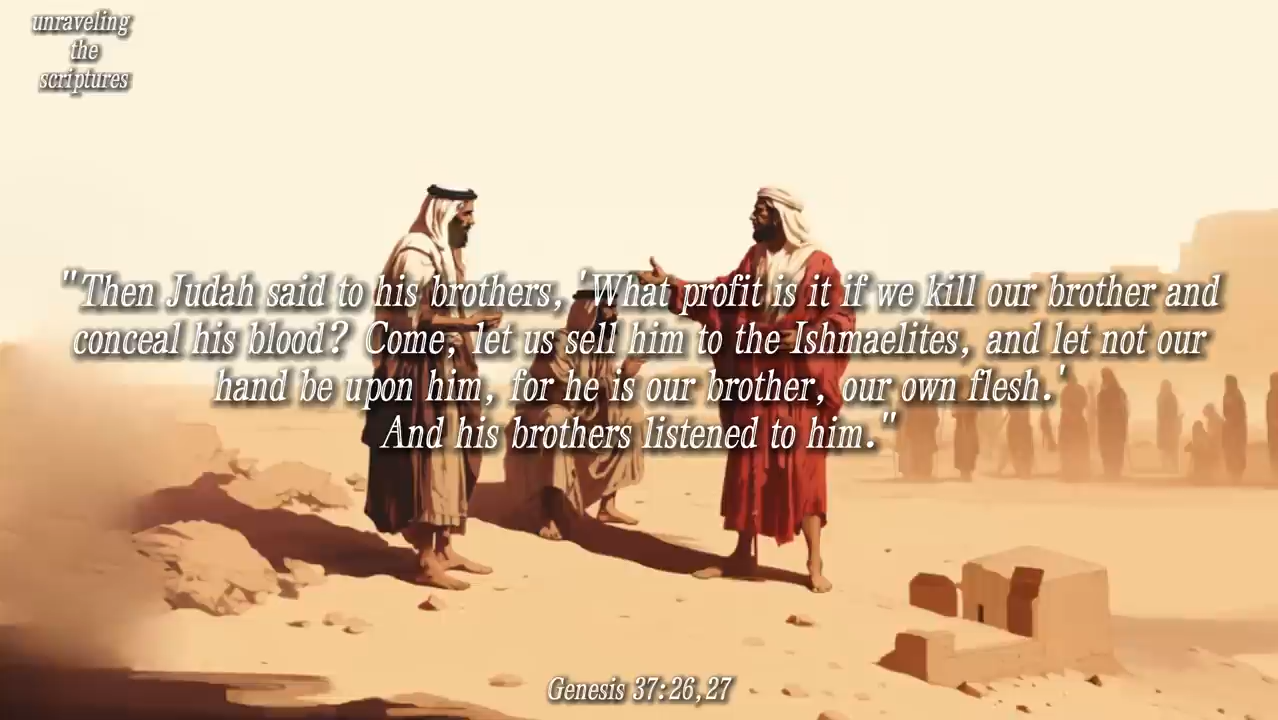 unraveling
the
scriptures
"Then Judah said to his brothers, 'What profit is it if we kill our brother and
conceal his blood? Come, let us sell him to the Ishmaelites, and let not our
hand be upon him, for he is our brother, our own flesh.'
And his brothers listened to him."
Genesis 37:26,27